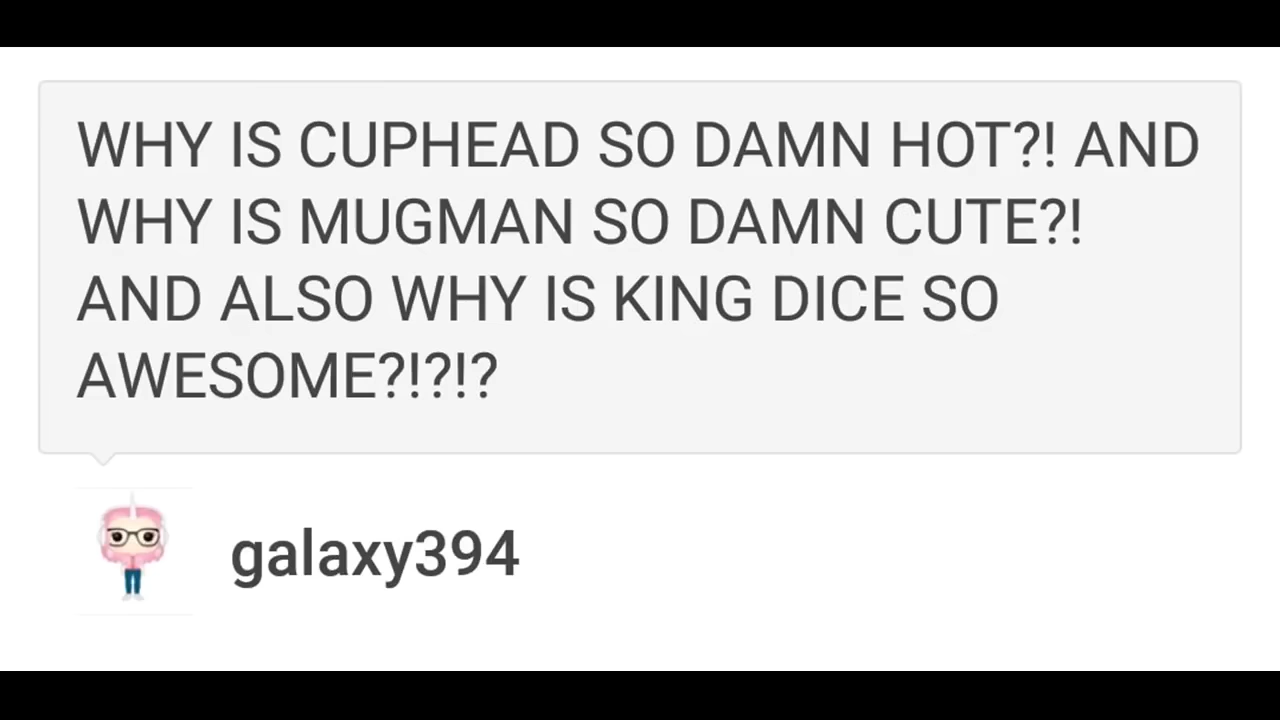 WHY IS CUPHEAD SO DAMN HOT?! AND
WHY IS MUGMAN SO DAMN CUTE?!
AND ALSO WHY IS KING DICE SO
AWESOME?!?!?
galaxy394